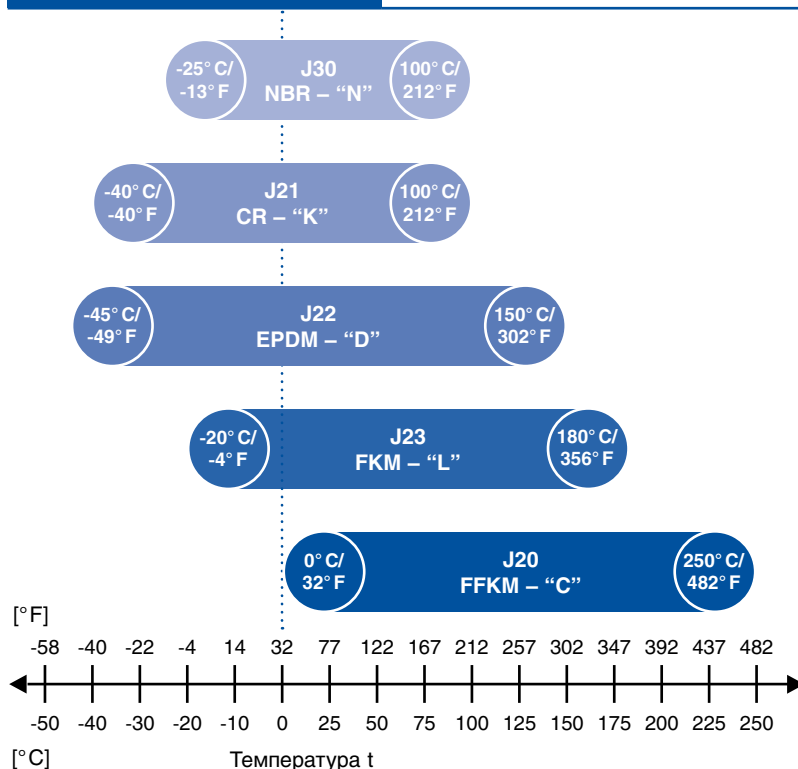 -25° C/
-13° F
J30
NBR – “N”
100° C/
212° F
-40° C/
-40° F
J21
CR – “K”
100° C/
212° F
-45° C/
-49° F
J22
EPDM – “D”
150° C/
302° F
-20° C/
-4° F
J23
FKM – “L”
180° C/
356° F
0° C/
32° F
J20
FFKM – “C”
250° C/
482° F
[° F]
-58 -40 -22 -4 14 32 77 122 167 212 257 302 347 392 437 482
-50 -40 -30 -20 -10 0 25 50 75 100 125 150 175 200 225 250
[° C] Температура t